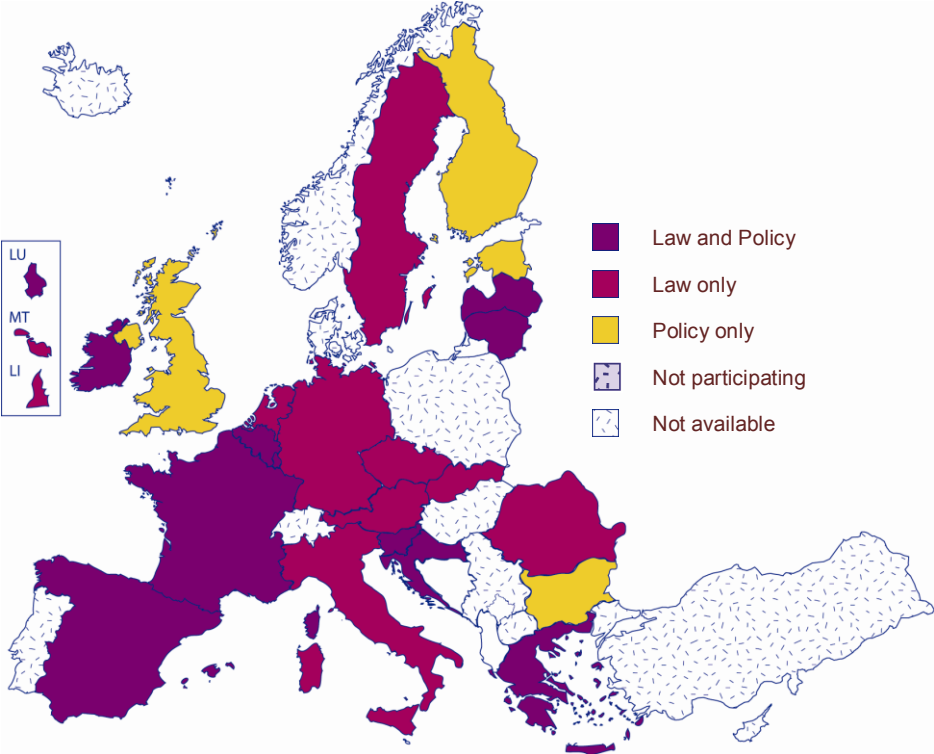 LU
MT
LI
Law and Policy
Law only
Policy only
Not participating
Not available